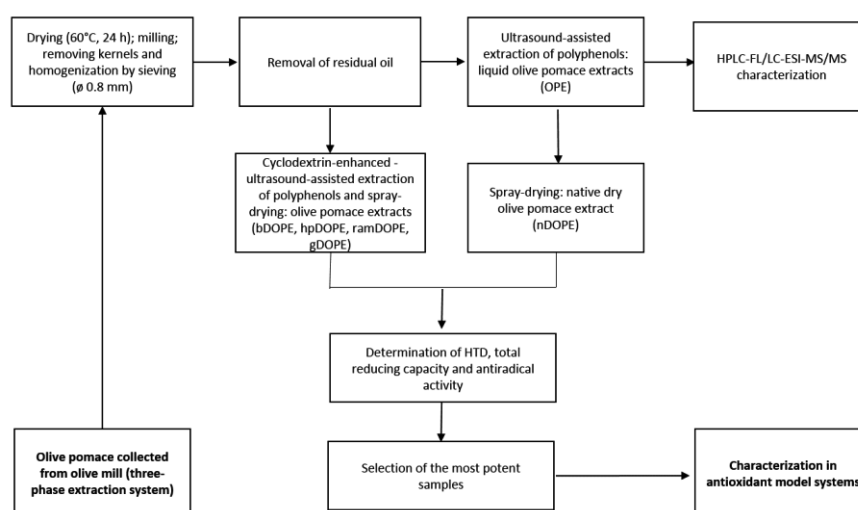 Drying (60°C, 24 h); milling;
removing kernels and
homogenization by sieving
(ø 0.8 mm)
Removal of residual oil
Ultrasound-assisted
extraction of polyphenols:
liquid olive pomace extracts
(OPE)
HPLC-FL/LC-ESI-MS/MS
characterization
Cyclodextrin-enhanced -
ultrasound-assisted extraction
of polyphenols and spray-
drying: olive pomace extracts
(bDOPE, hpDOPE, ramDOPE,
gDOPE)
Spray-drying: native dry
olive pomace extract
(nDOPE)
Determination of HTD, total
reducing capacity and antiradical
activity
Olive pomace collected
from olive mill (three-
phase extraction system)
Selection of the most potent
samples
Characterization in
antioxidant model systems